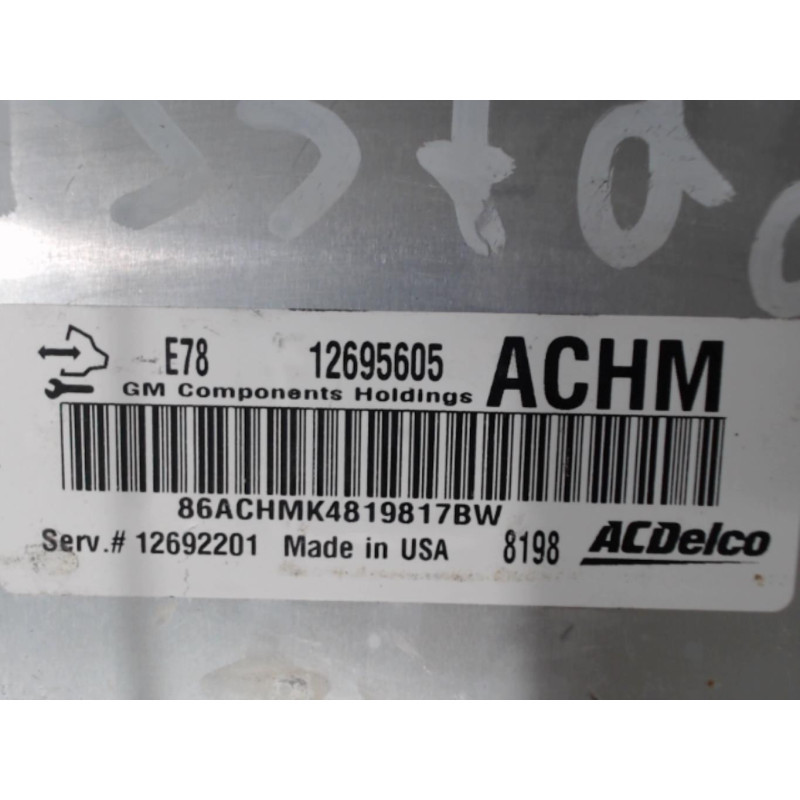 E78 12695605 ACHM
GM Components Holdings
86ACHMK4819817BW
Serv.# 12692201 Made in USA 8198 ACDelco